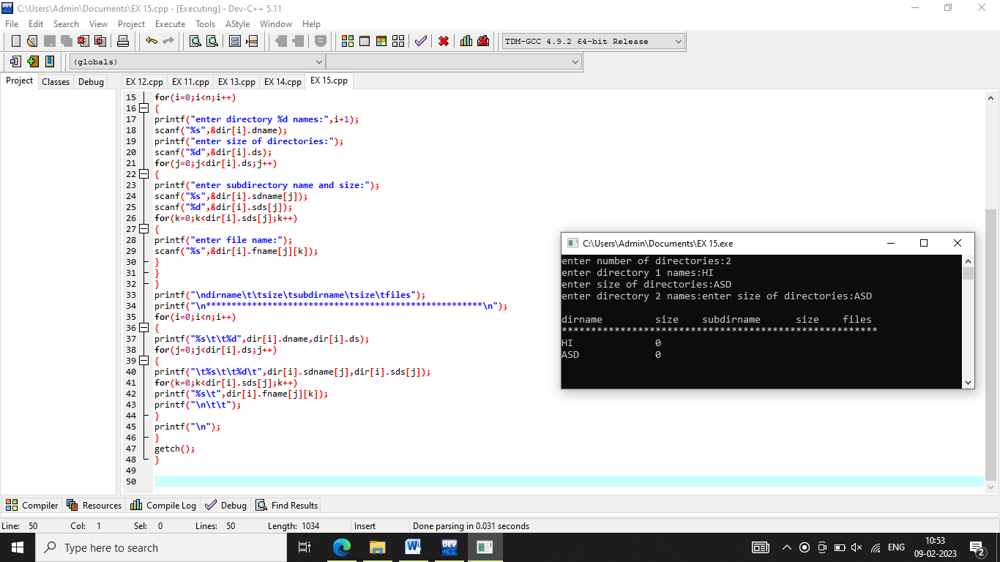 C:\Users\Admin\Documents\EX 15.cpp - [Executing] - Dev-C++ 5.11
File Edit Search View Project Execute Tools AStyle Window Help
TDM-GCC 4.9.2 64-bit Release
(globals)
Project Classes Debug
EX 12.cpp EX 11.cpp EX 13.cpp EX 14.cpp EX 15.cpp
15 for(i=0;i<n;i++)
16 {
17 printf("enter directory %d names:",i+1);
18 scanf("%s",&dir[i].dname);
19 printf("enter size of directories:");
20 scanf("%d",&dir[i].ds);
21 for(j=0;j<dir[i].ds;j++)
22 {
23 printf("enter subdirectory name and size:");
24 scanf("%s",&dir[i].sdname[j]);
25 scanf("%d",&dir[i].sds[j]);
26 for(k=0;k<dir[i].sds[j];k++)
27 {
28 printf("enter file name:");
29 scanf("%s",&dir[i].fname[j][k]);
30 }
31 }
32 }
33 printf("\ndirname\t\tsize\tsubdirname\tsize\tfiles");
34 printf("\n******************************************************\n");
35 for(i=0;i<n;i++)
36 {
37 printf("%s\t\t%d",dir[i].dname,dir[i].ds);
38 for(j=0;j<dir[i].ds;j++)
39 {
40 printf("\t%s\t\t%d\t",dir[i].sdname[j],dir[i].sds[j]);
41 for(k=0;k<dir[i].sds[j];k++)
42 printf("%s\t",dir[i].fname[j][k]);
43 printf("\n\t\t");
44 }
45 printf("\n");
46 }
47 getch();
48 }
49
50
C:\Users\Admin\Documents\EX 15.exe
enter number of directories:2
enter directory 1 names:HI
enter size of directories:ASD
enter directory 2 names:enter size of directories:ASD
dirname size subdirname size files
******************************************************
HI 0
ASD 0
Compiler Resources Compile Log Debug Find Results
Line: 50 Col: 1 Sel: 0 Lines: 50 Length: 1034 Insert Done parsing in 0.031 seconds
Type here to search
ENG
10:53
09-02-2023
2